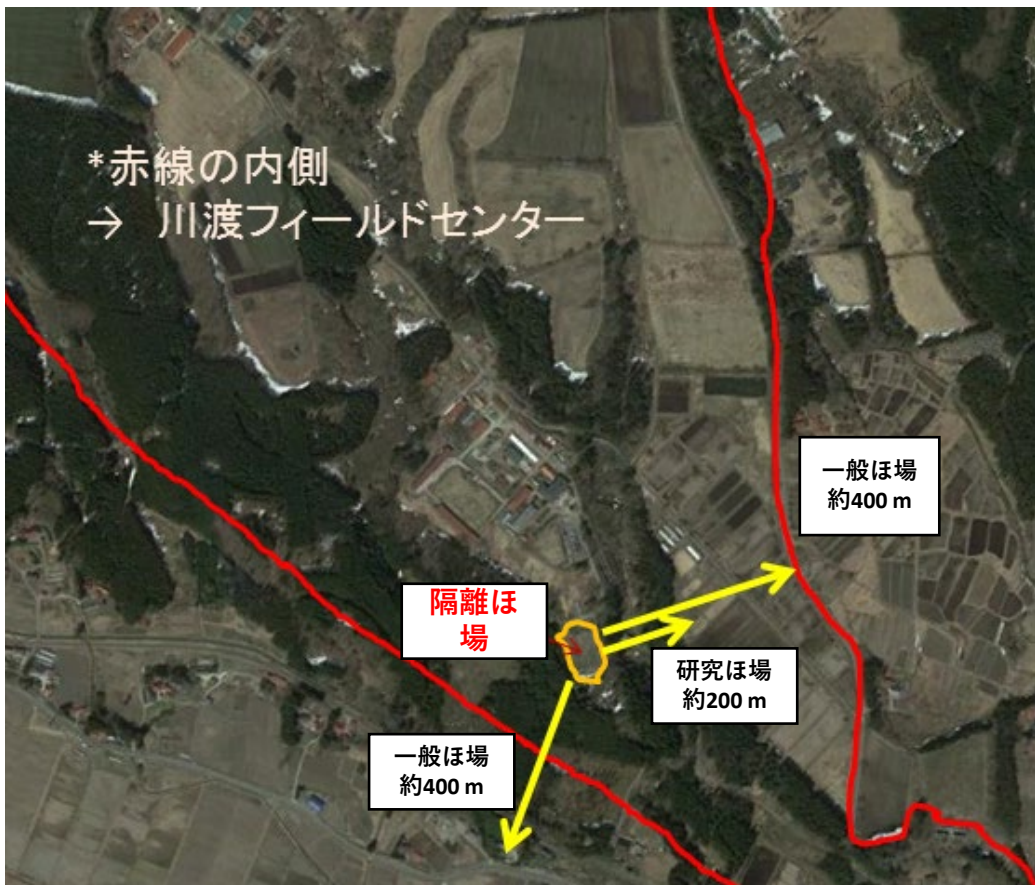 *赤線の内側
→ 川渡フィールドセンター
一般ほ場
約400 m
隔離ほ
場
研究ほ場
約200 m
一般ほ場
約400 m